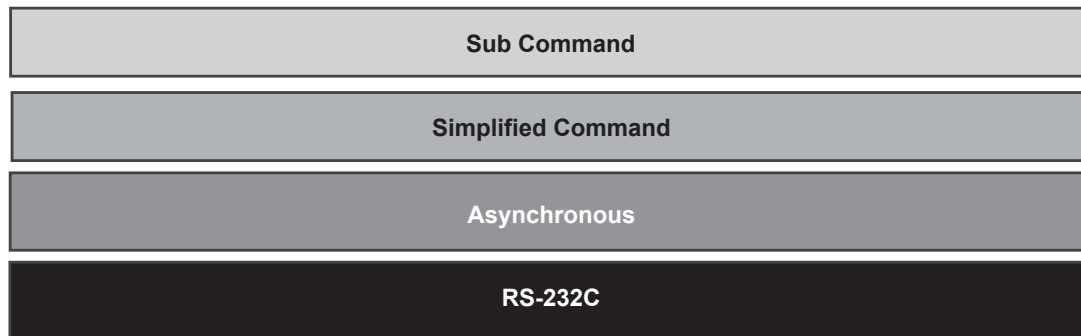 Sub Command
Simplified Command
Asynchronous
RS-232C